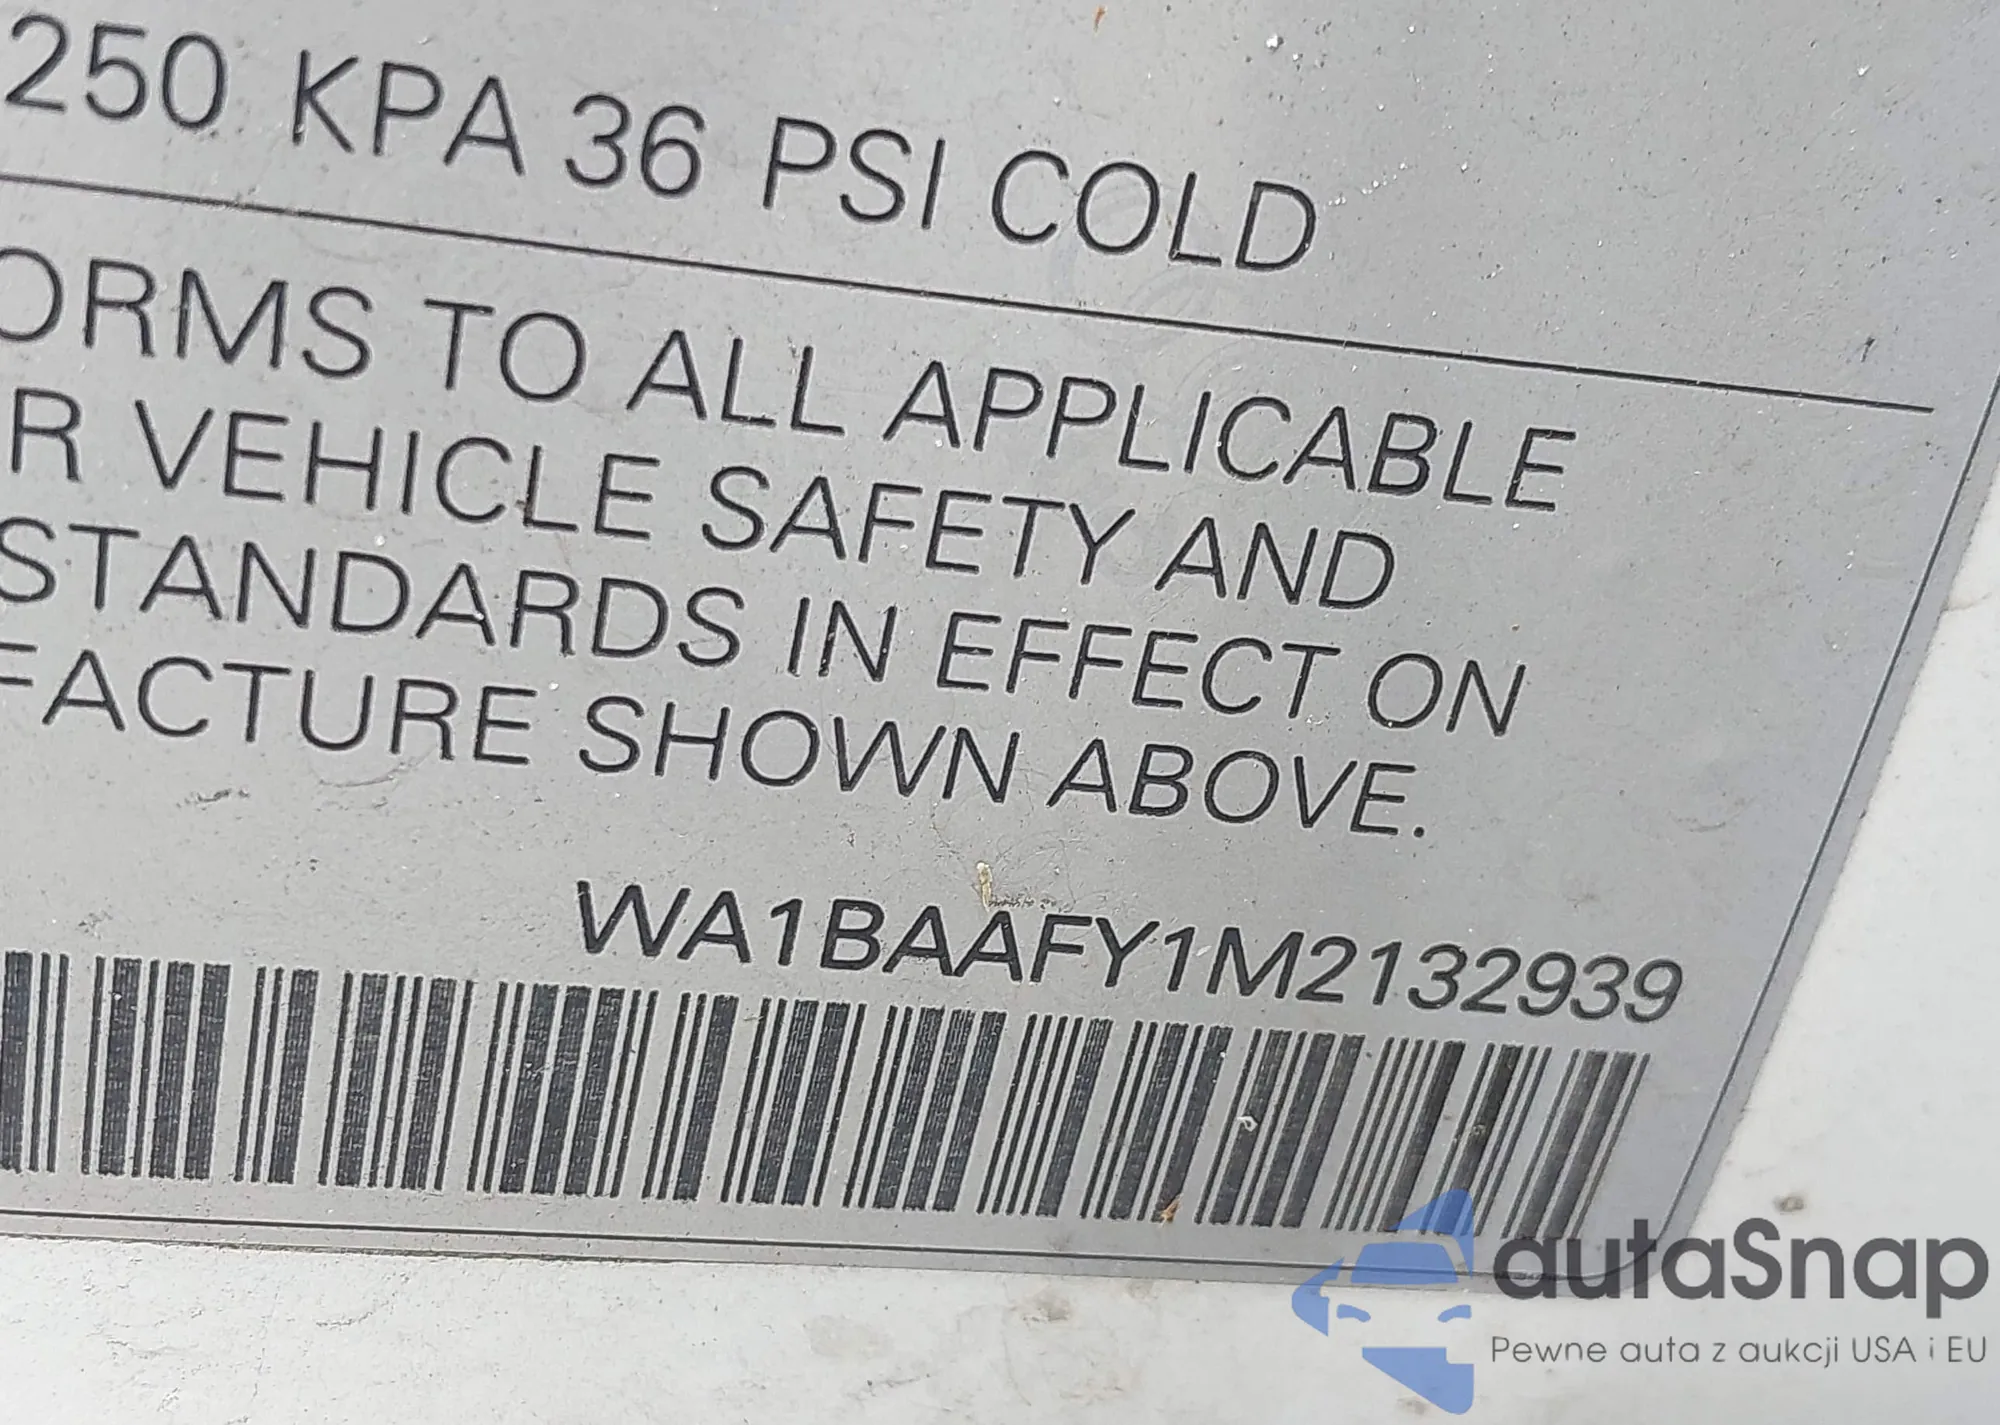 250 KPA 36 PSI COLD
ORMS TO ALL APPLICABLE
R VEHICLE SAFETY AND
STANDARDS IN EFFECT ON
FACTURE SHOWN ABOVE.
WA1BAAFY1M2132939
autaSnap
Pewne auta z aukcji USA i EU